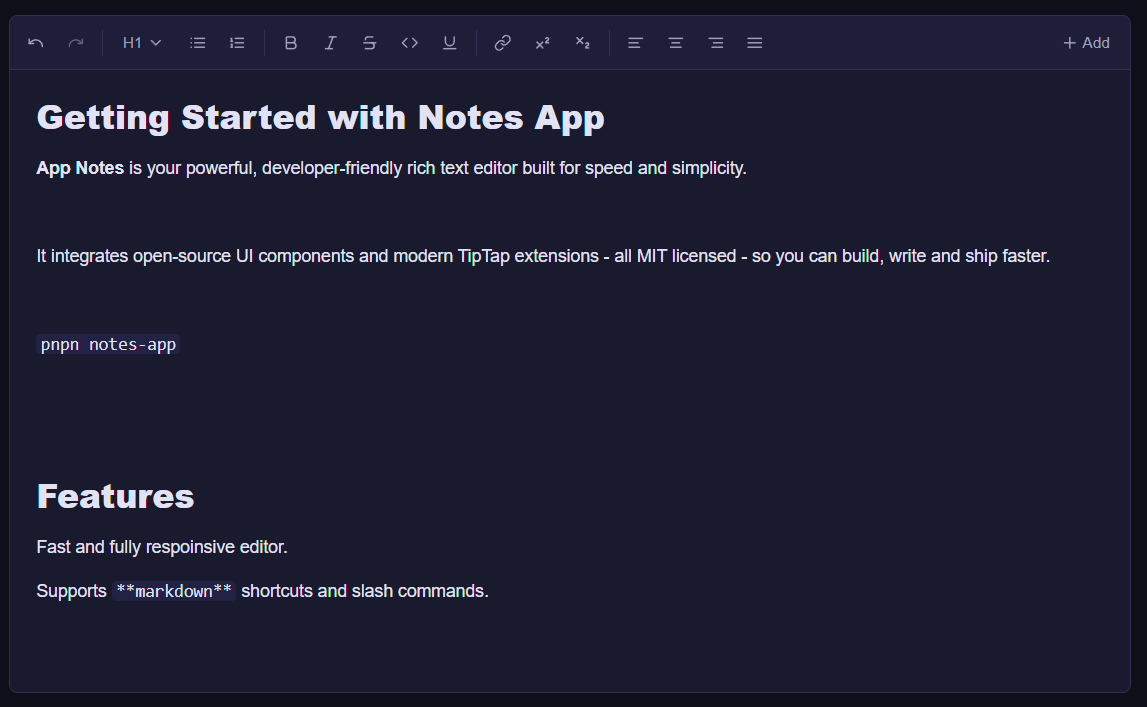 H1 B I S U x² x₂ + Add
Getting Started with Notes App
App Notes is your powerful, developer-friendly rich text editor built for speed and simplicity.
It integrates open-source UI components and modern TipTap extensions - all MIT licensed - so you can build, write and ship faster.
pnpn notes-app
Features
Fast and fully respoinsive editor.
Supports **markdown** shortcuts and slash commands.